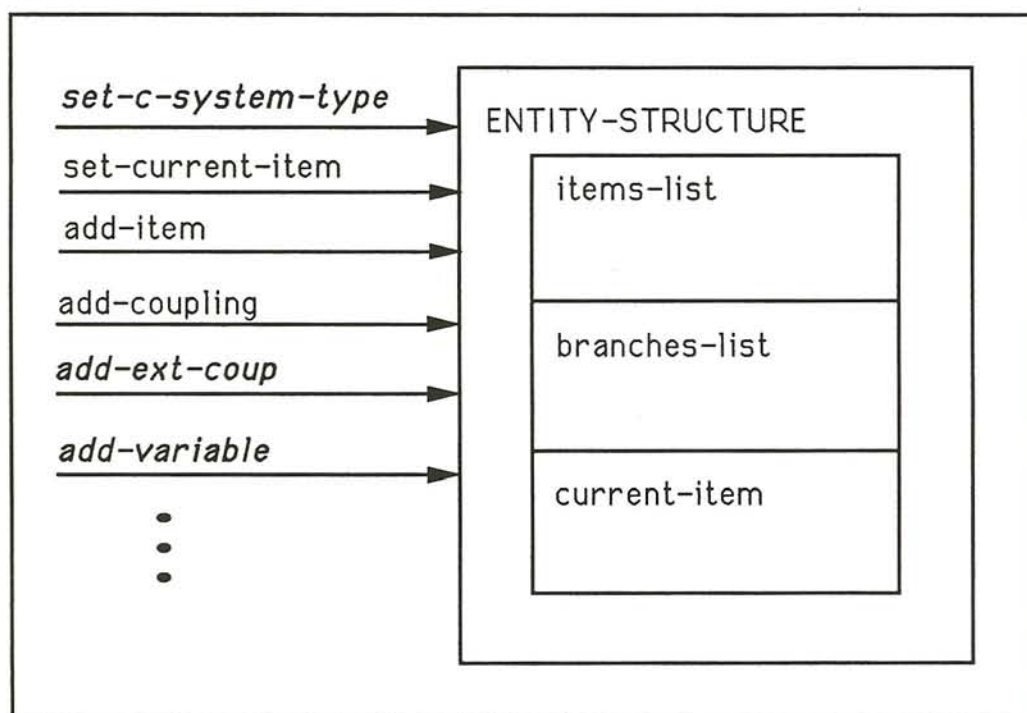 set-c-system-type
set-current-item
add-item
add-coupling
add-ext-coup
add-variable
ENTITY-STRUCTURE
items-list
branches-list
current-item